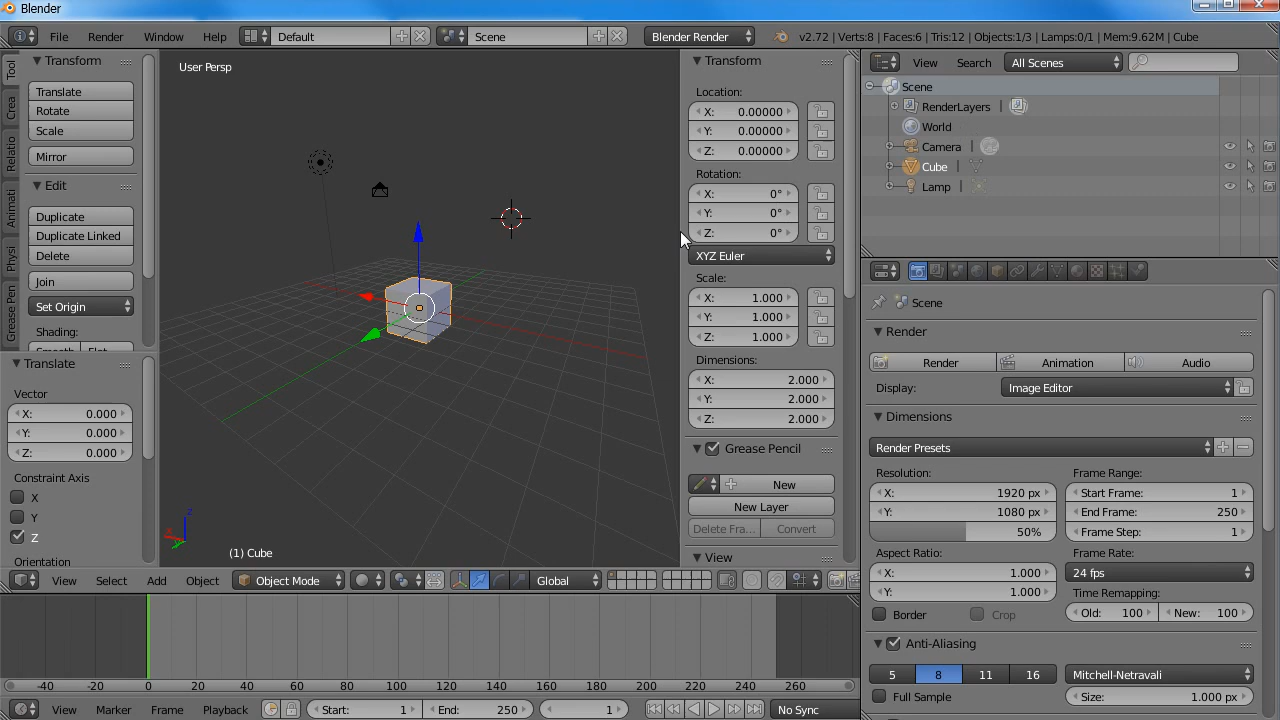 Blender
File Render Window Help Default Scene Blender Render v2.72 | Verts:8 | Faces:6 | Tris:12 | Objects:1/3 | Lamps:0/1 | Mem:9.62M | Cube
Tool
Crea
Relatio
Animati
Physi
Grease Pen
Transform
Translate
Rotate
Scale
Mirror
Edit
Duplicate
Duplicate Linked
Delete
Join
Set Origin
Shading:
Smooth Flat
Translate
Vector
X: 0.000
Y: 0.000
Z: 0.000
Constraint Axis
X
Y
Z
Orientation
User Persp
z
x
(1) Cube
Transform
Location:
X: 0.00000
Y: 0.00000
Z: 0.00000
Rotation:
X: 0°
Y: 0°
Z: 0°
XYZ Euler
Scale:
X: 1.000
Y: 1.000
Z: 1.000
Dimensions:
X: 2.000
Y: 2.000
Z: 2.000
Grease Pencil
New
New Layer
Delete Fra... Convert
View
View Select Add Object Object Mode Global
-40 -20 0 20 40 60 80 100 120 140 160 180 200 220 240 260
View Marker Frame Playback Start: 1 End: 250 1 No Sync
View Search All Scenes
Scene
RenderLayers |
World
Camera |
Cube |
Lamp |
Scene
Render
Render Animation Audio
Display: Image Editor
Dimensions
Render Presets
Resolution: Frame Range:
X: 1920 px Start Frame: 1
Y: 1080 px End Frame: 250
50% Frame Step: 1
Aspect Ratio: Frame Rate:
X: 1.000 24 fps
Y: 1.000 Time Remapping:
Border Crop Old: 100 New: 100
Anti-Aliasing
5 8 11 16 Mitchell-Netravali
Full Sample Size: 1.000 px